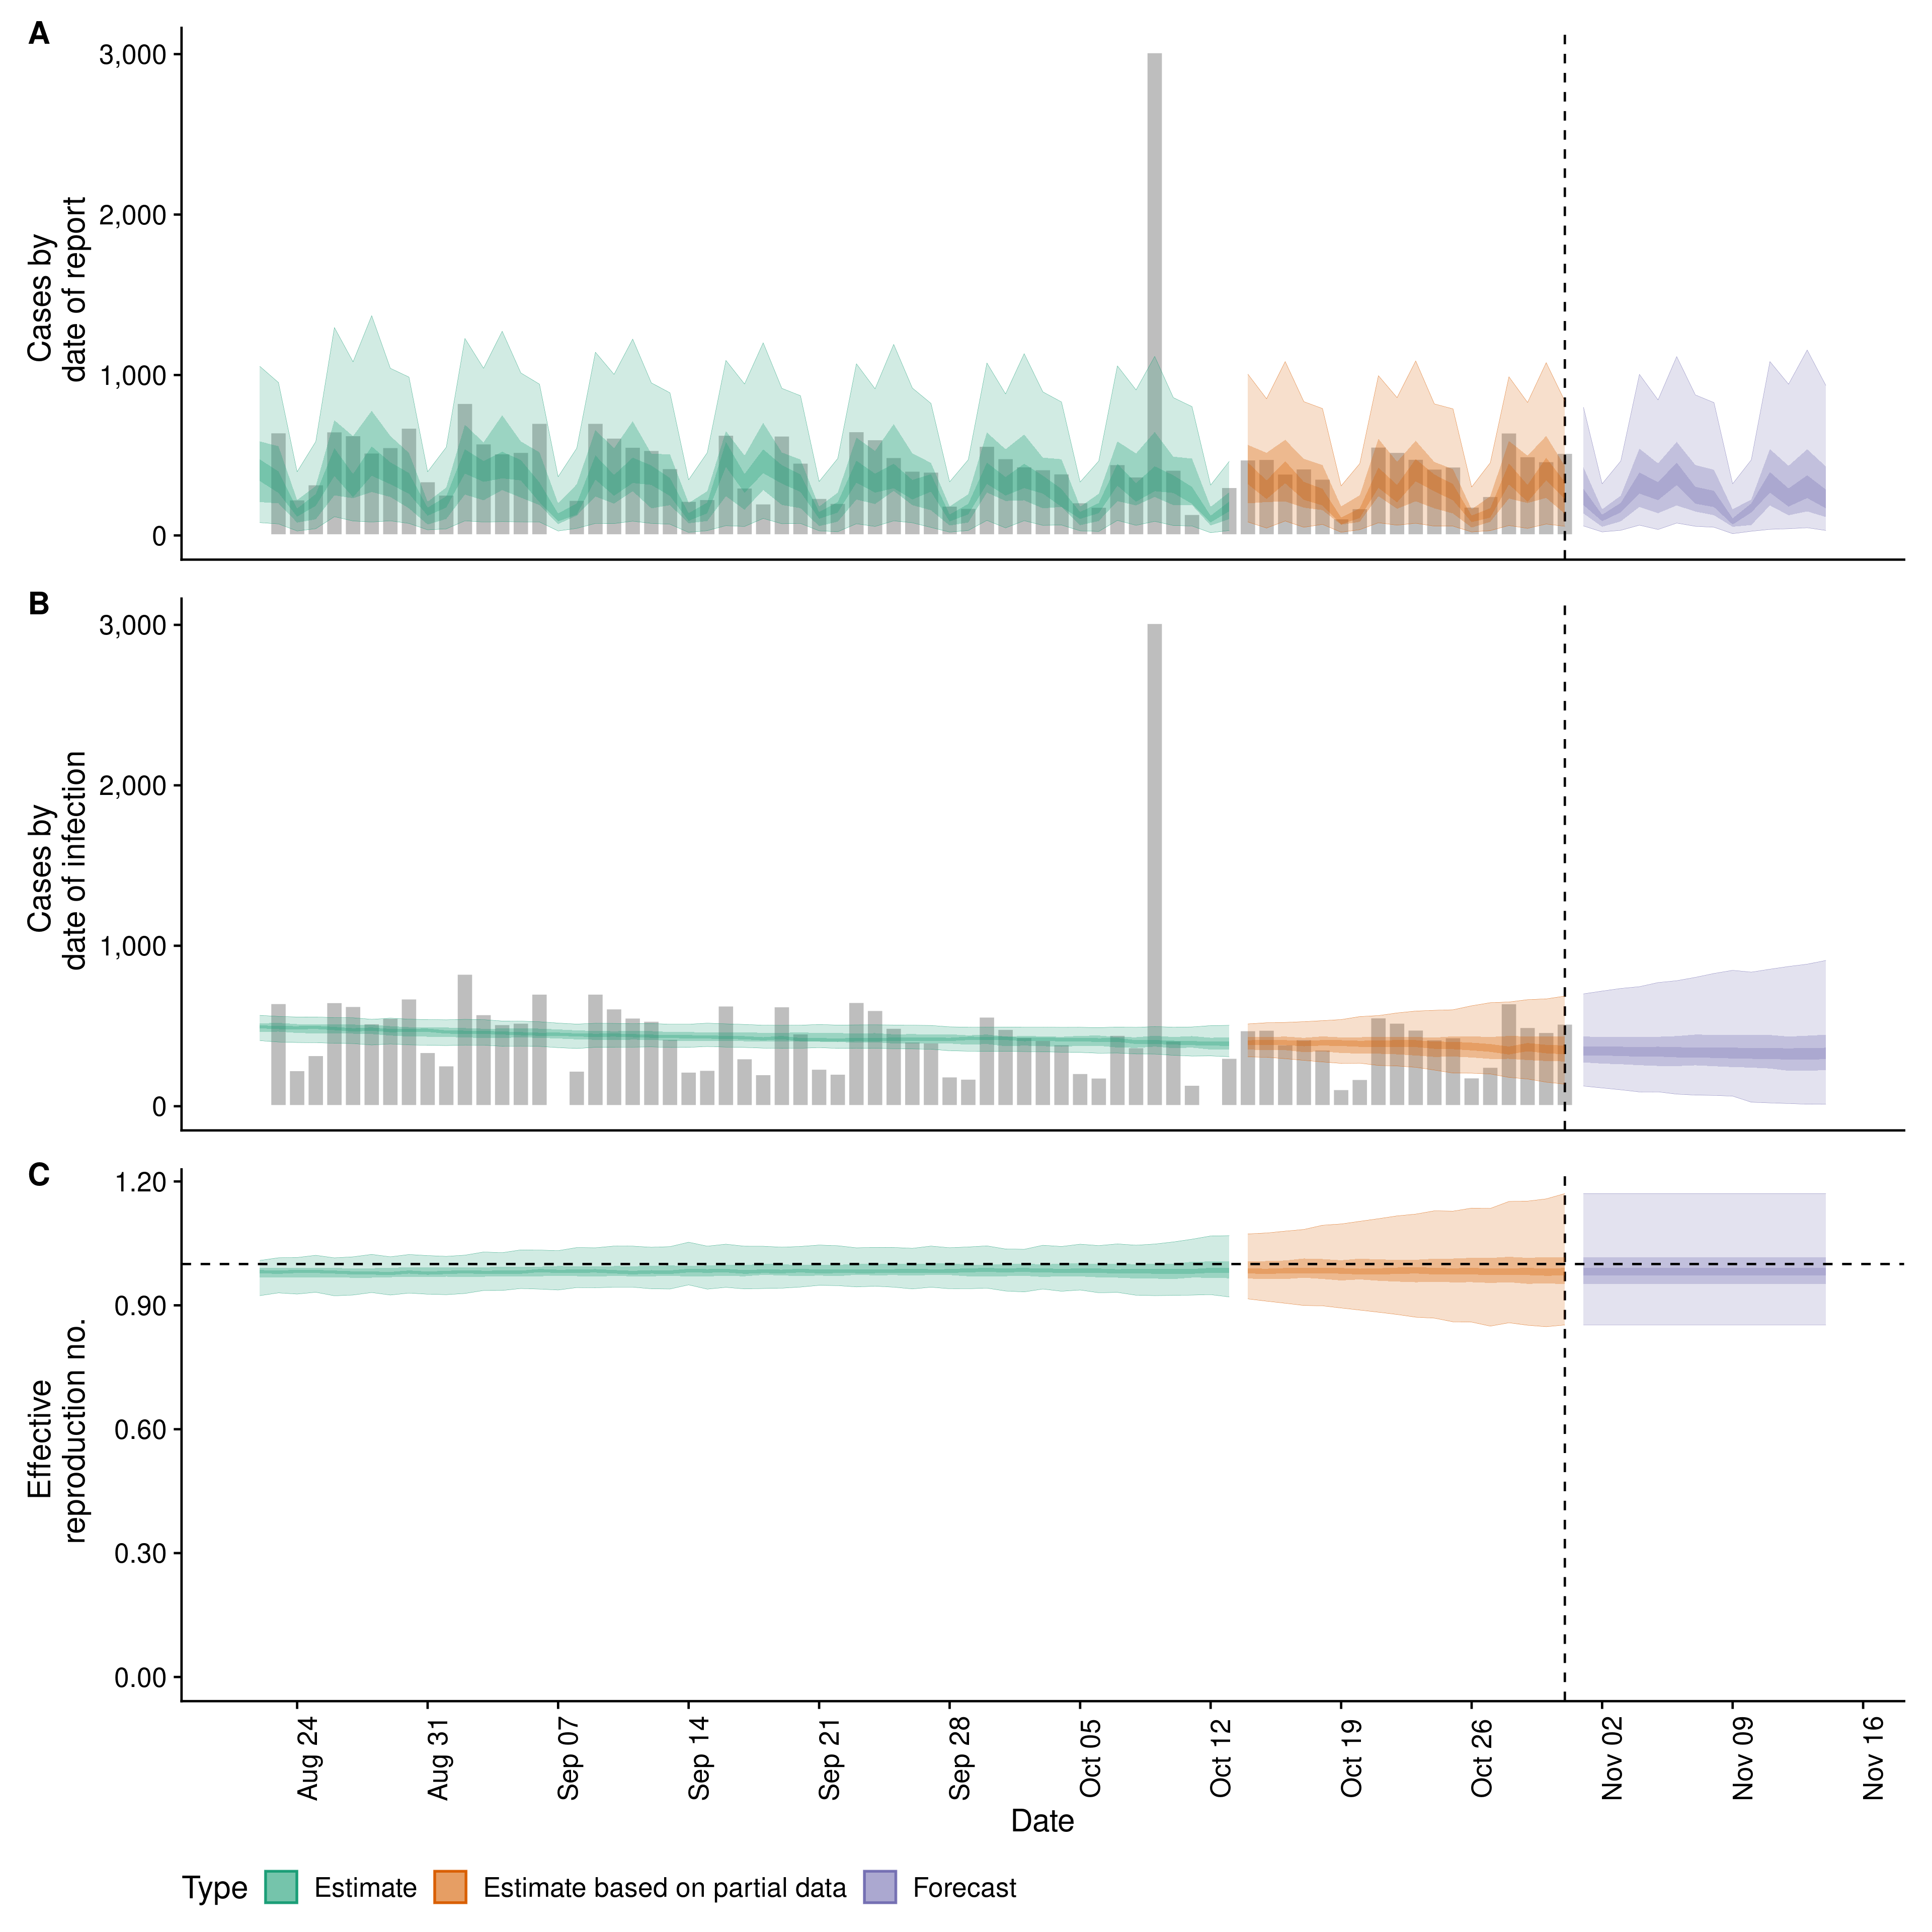 A
3,000
2,000
1,000
0
Cases by
date of report
B
3,000
2,000
1,000
0
Cases by
date of infection
C
1.20
0.90
0.60
0.30
0.00
Effective
reproduction no.
Aug 24
Aug 31
Sep 07
Sep 14
Sep 21
Sep 28
Oct 05
Oct 12
Oct 19
Oct 26
Nov 02
Nov 09
Nov 16
Date
Type Estimate Estimate based on partial data Forecast